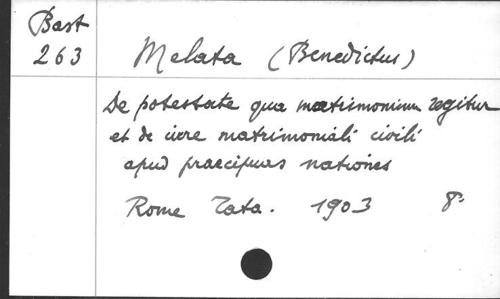 Bast
263
Melata (Benedictus)
De potestate qua matrimonium regitur
et de iure matrimoniali civili
apud praecipuas nationes
Rome Tata. 1903 8°